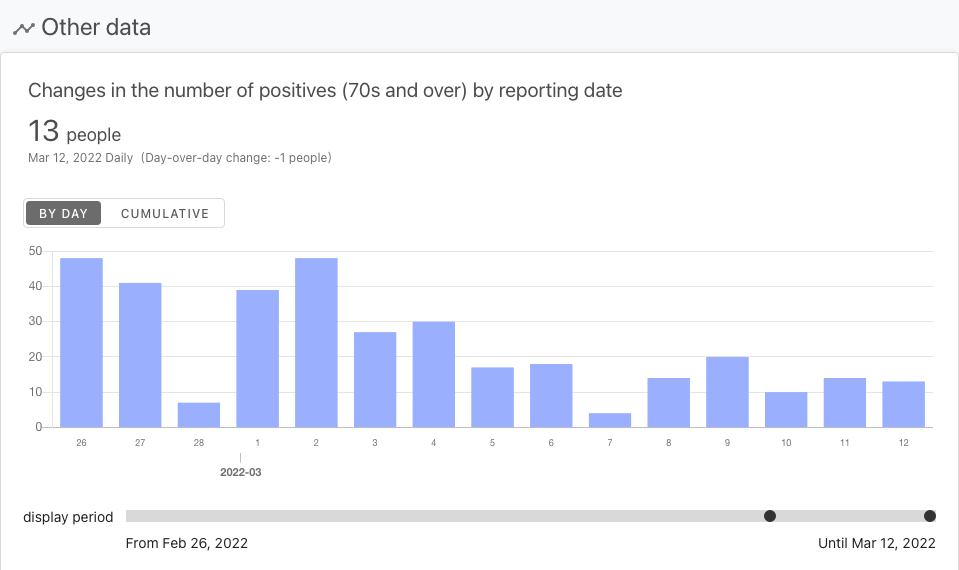 Other data
Changes in the number of positives (70s and over) by reporting date
13 people
Mar 12, 2022 Daily (Day-over-day change: -1 people)
BY DAY CUMULATIVE
50
40
30
20
10
0
26 27 28 1 2 3 4 5 6 7 8 9 10 11 12
2022-03
display period
From Feb 26, 2022 Until Mar 12, 2022